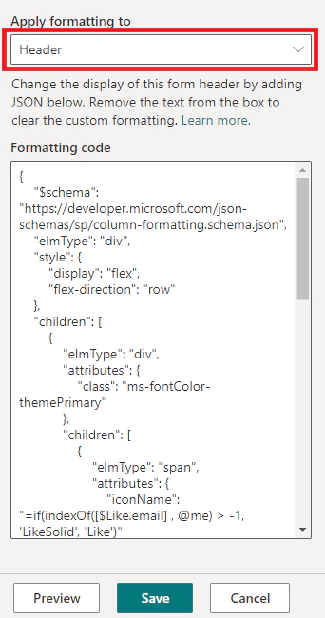 Apply formatting to
Header
Change the display of this form header by adding
JSON below. Remove the text from the box to
clear the custom formatting. Learn more.
Formatting code
{
"$schema":
"https://developer.microsoft.com/json-
schemas/sp/column-formatting.schema.json",
"elmType": "div",
"style": {
"display": "flex",
"flex-direction": "row"
},
"children": [
{
"elmType": "div",
"attributes": {
"class": "ms-fontColor-
themePrimary"
},
"children": [
{
"elmType": "span",
"attributes": {
"iconName":
"=if(indexOf([$Like.email] , @me) > -1,
'LikeSolid', 'Like')"
Preview
Save
Cancel